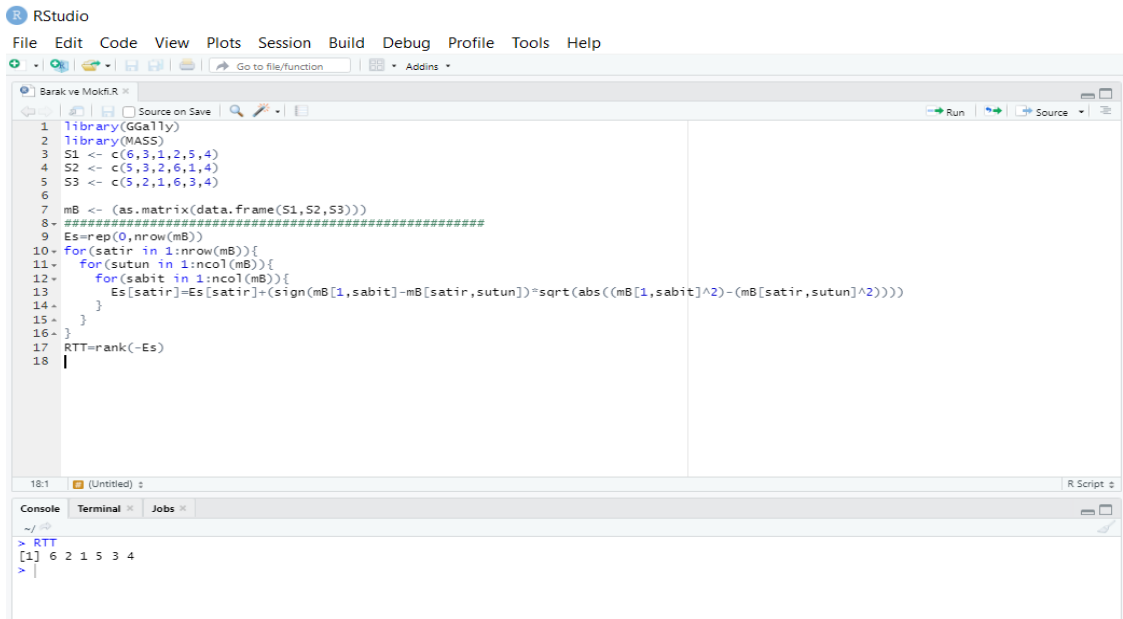 R RStudio
File Edit Code View Plots Session Build Debug Profile Tools Help
Go to file/function Addins
Barak ve Mokfi.R
Source on Save Run Source
1 library(GGally)
2 library(MASS)
3 S1 <- c(6,3,1,2,5,4)
4 S2 <- c(5,3,2,6,1,4)
5 S3 <- c(5,2,1,6,3,4)
6
7 mB <- (as.matrix(data.frame(S1,S2,S3)))
8 ######################################################
9 Es=rep(0,nrow(mB))
10 for(satir in 1:nrow(mB)){
11 for(sutun in 1:ncol(mB)){
12 for(sabit in 1:ncol(mB)){
13 Es[satir]=Es[satir]+(sign(mB[1,sabit]-mB[satir,sutun])*sqrt(abs((mB[1,sabit]^2)-(mB[satir,sutun]^2))))
14 }
15 }
16 }
17 RTT=rank(-Es)
18
18:1 # (Untitled) R Script
Console Terminal Jobs
~/
> RTT
[1] 6 2 1 5 3 4
>